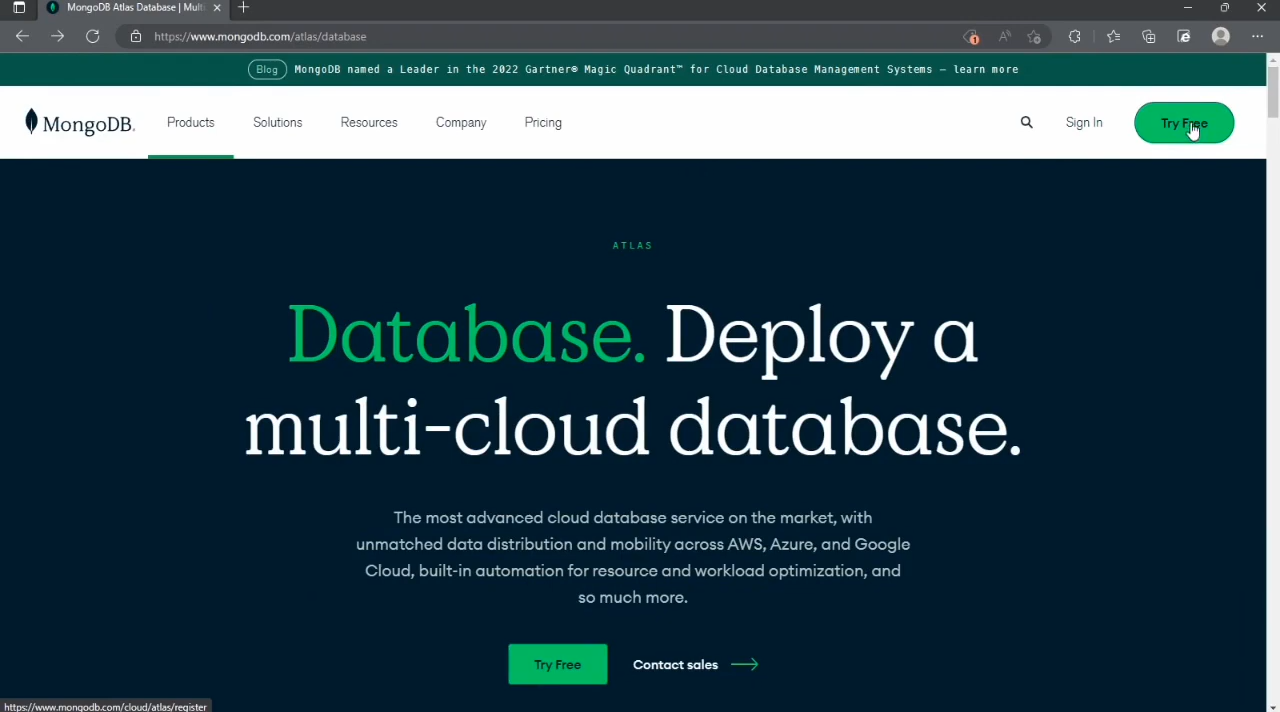 MongoDB Atlas Database | Multi
https://www.mongodb.com/atlas/database
1
Blog MongoDB named a Leader in the 2022 Gartner® Magic Quadrant™ for Cloud Database Management Systems — learn more
MongoDB. Products Solutions Resources Company Pricing Sign In Try Free
ATLAS
Database. Deploy a
multi-cloud database.
The most advanced cloud database service on the market, with
unmatched data distribution and mobility across AWS, Azure, and Google
Cloud, built-in automation for resource and workload optimization, and
so much more.
Try Free Contact sales
https://www.mongodb.com/cloud/atlas/register